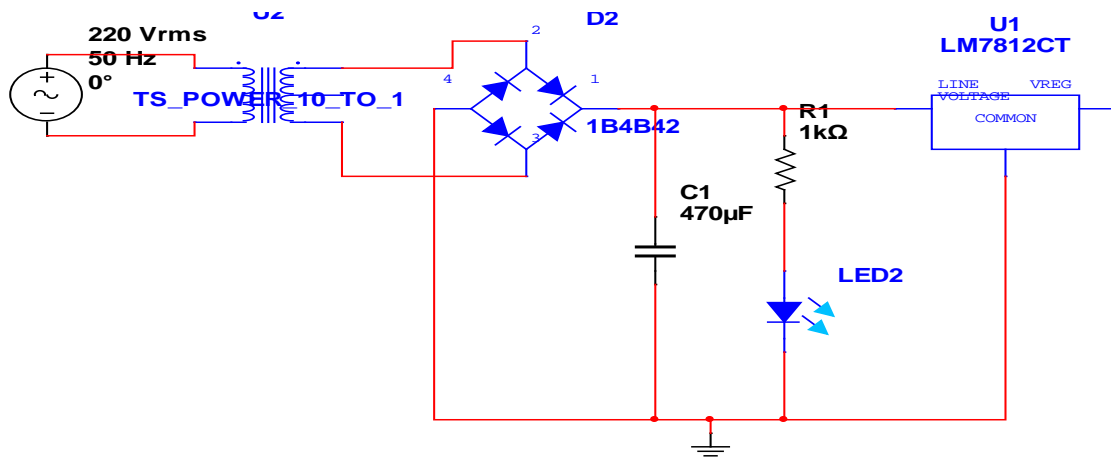 U2
D2
U1
220 Vrms
50 Hz
0°
LM7812CT
2
4
1
TS_POWER_10_TO_1
1B4B42
3
R1
1kΩ
LINE VREG
VOLTAGE
COMMON
C1
470µF
LED2